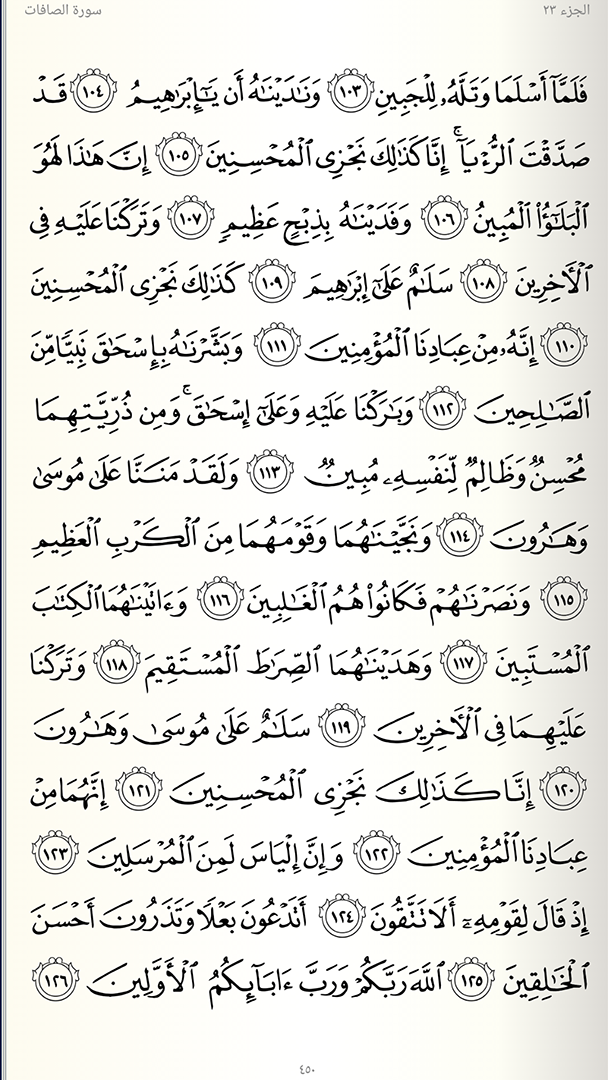 سورة الصافات الجزء ٢٣
فَلَمَّآ أَسْلَمَا وَتَلَّهُۥ لِلْجَبِينِ ١٠٣ وَنَٰدَيْنَٰهُ أَن يَٰٓإِبْرَٰهِيمُ ١٠٤ قَدْ
صَدَّقْتَ ٱلرُّءْيَآ ۚ إِنَّا كَذَٰلِكَ نَجْزِى ٱلْمُحْسِنِينَ ١٠٥ إِنَّ هَٰذَا لَهُوَ
ٱلْبَلَٰٓؤُا۟ ٱلْمُبِينُ ١٠٦ وَفَدَيْنَٰهُ بِذِبْحٍ عَظِيمٍ ١٠٧ وَتَرَكْنَا عَلَيْهِ فِى
ٱلْءَاخِرِينَ ١٠٨ سَلَٰمٌ عَلَىٰٓ إِبْرَٰهِيمَ ١٠٩ كَذَٰلِكَ نَجْزِى ٱلْمُحْسِنِينَ
١١٠ إِنَّهُۥ مِنْ عِبَادِنَا ٱلْمُؤْمِنِينَ ١١١ وَبَشَّرْنَٰهُ بِإِسْحَٰقَ نَبِيًّا مِّنَ
ٱلصَّٰلِحِينَ ١١٢ وَبَٰرَكْنَا عَلَيْهِ وَعَلَىٰٓ إِسْحَٰقَ ۚ وَمِن ذُرِّيَّتِهِمَا
مُحْسِنٌ وَظَالِمٌ لِّنَفْسِهِۦ مُبِينٌ ١١٣ وَلَقَدْ مَنَنَّا عَلَىٰ مُوسَىٰ
وَهَٰرُونَ ١١٤ وَنَجَّيْنَٰهُمَا وَقَوْمَهُمَا مِنَ ٱلْكَرْبِ ٱلْعَظِيمِ
١١٥ وَنَصَرْنَٰهُمْ فَكَانُوا۟ هُمُ ٱلْغَٰلِبِينَ ١١٦ وَءَاتَيْنَٰهُمَا ٱلْكِتَٰبَ
ٱلْمُسْتَبِينَ ١١٧ وَهَدَيْنَٰهُمَا ٱلصِّرَٰطَ ٱلْمُسْتَقِيمَ ١١٨ وَتَرَكْنَا
عَلَيْهِمَا فِى ٱلْءَاخِرِينَ ١١٩ سَلَٰمٌ عَلَىٰ مُوسَىٰ وَهَٰرُونَ
١٢٠ إِنَّا كَذَٰلِكَ نَجْزِى ٱلْمُحْسِنِينَ ١٢١ إِنَّهُمَا مِنْ
عِبَادِنَا ٱلْمُؤْمِنِينَ ١٢٢ وَإِنَّ إِلْيَاسَ لَمِنَ ٱلْمُرْسَلِينَ ١٢٣
إِذْ قَالَ لِقَوْمِهِۦٓ أَلَا تَتَّقُونَ ١٢٤ أَتَدْعُونَ بَعْلًا وَتَذَرُونَ أَحْسَنَ
ٱلْخَٰلِقِينَ ١٢٥ ٱللَّهَ رَبَّكُمْ وَرَبَّ ءَابَآئِكُمُ ٱلْأَوَّلِينَ ١٢٦
٤٥٠